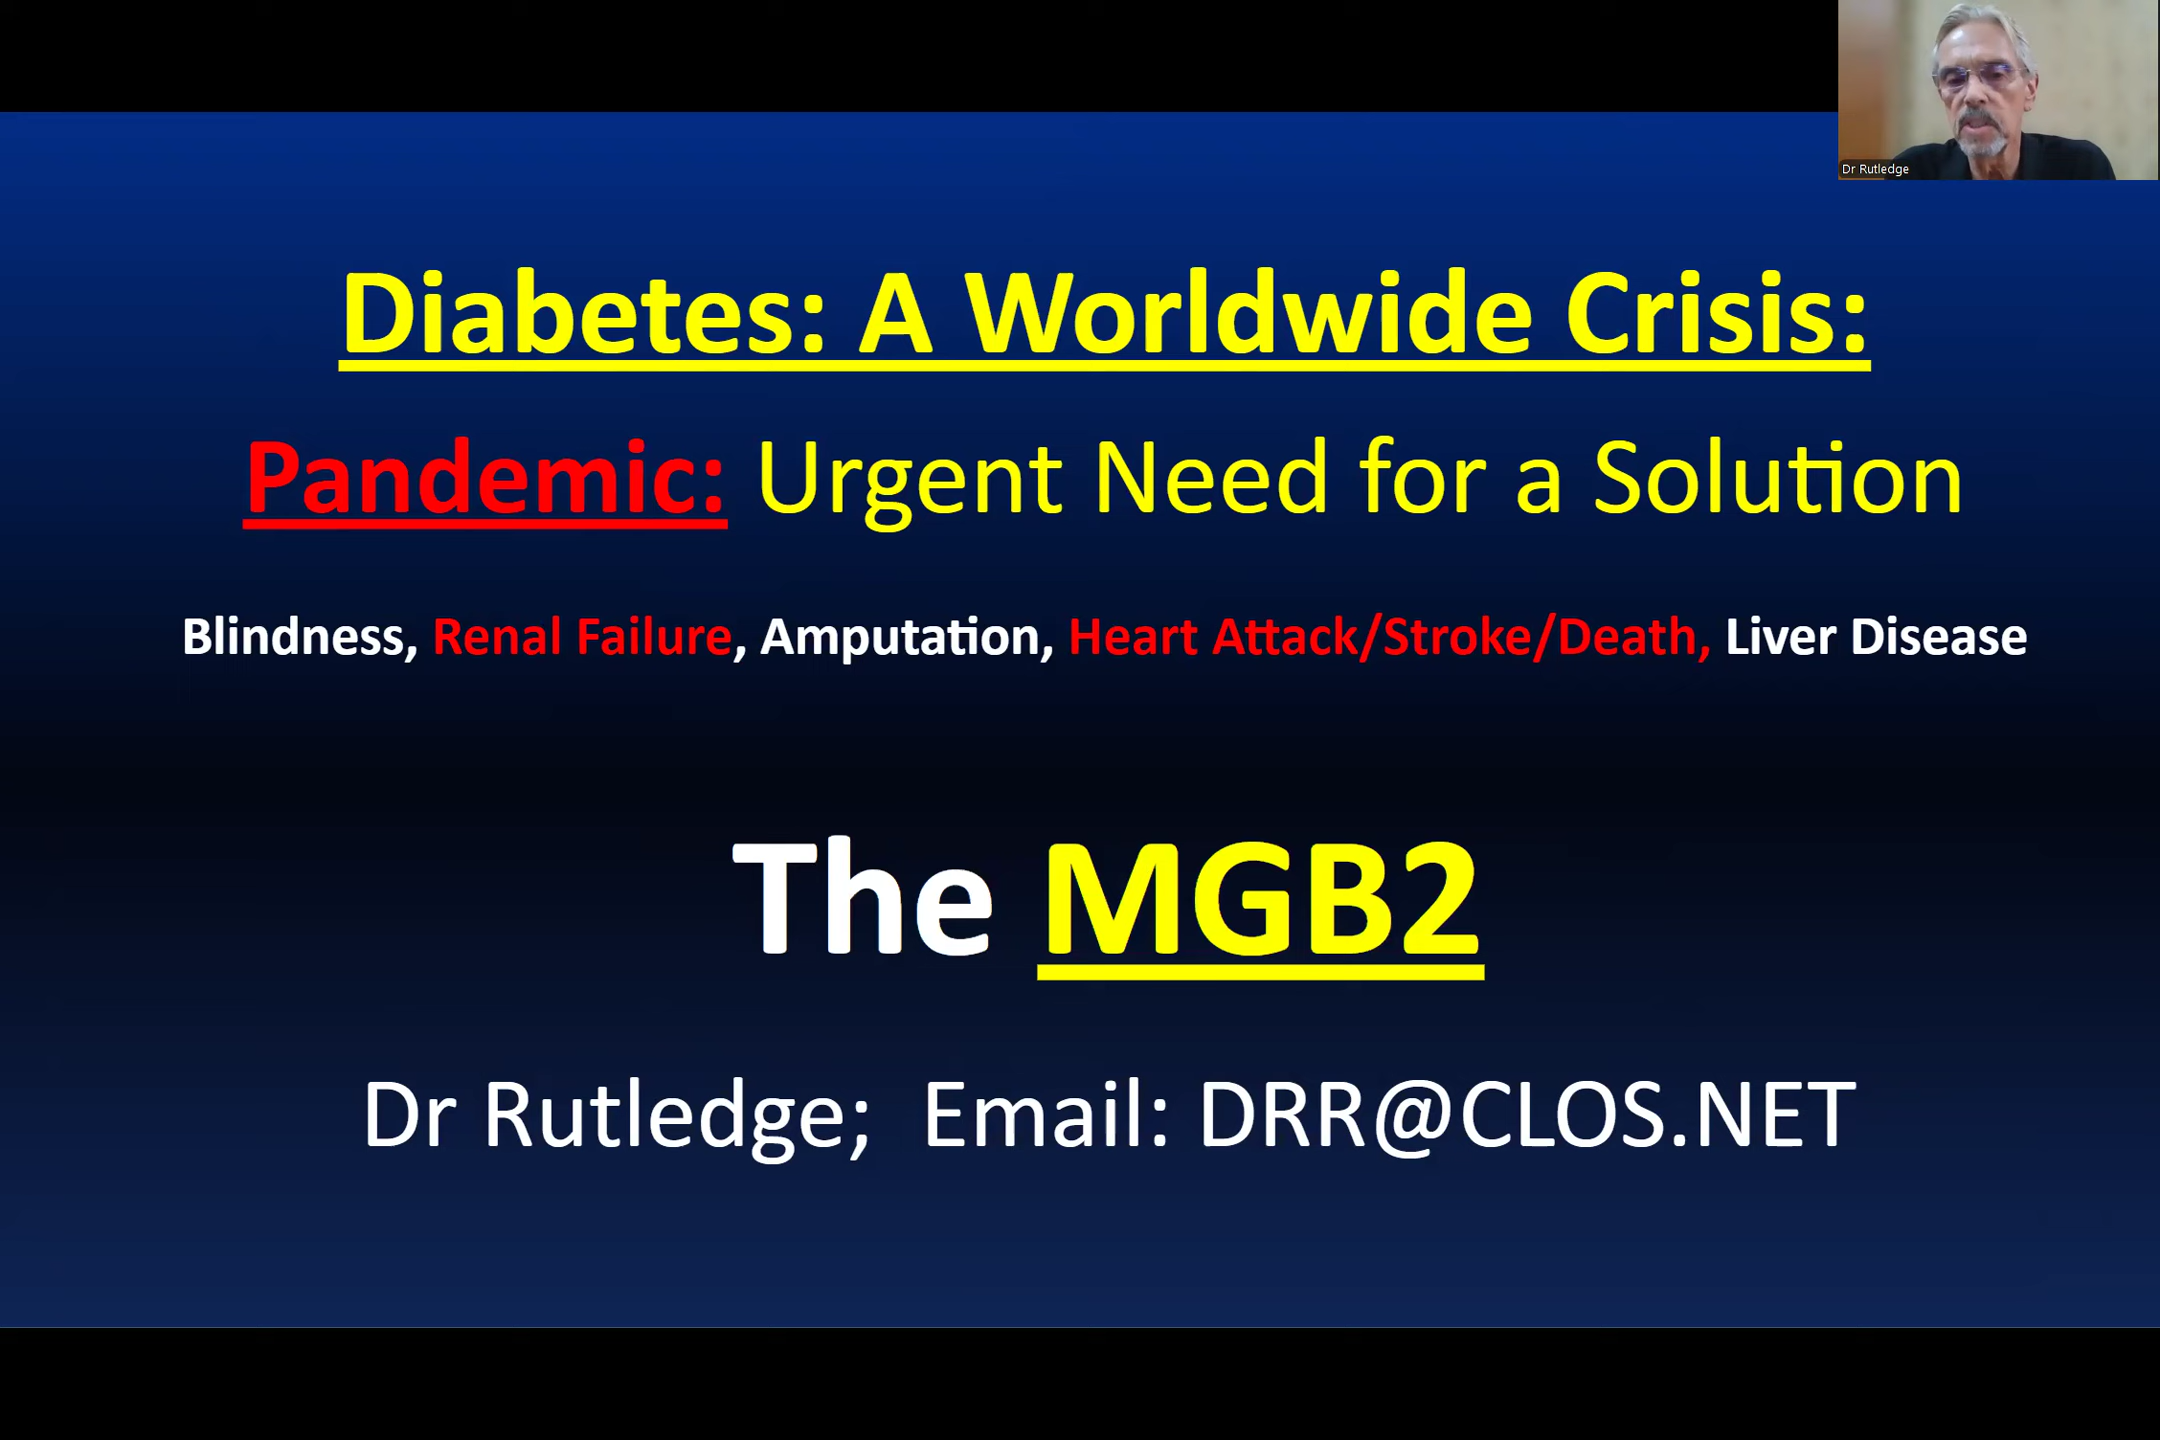 Dr Rutledge
Diabetes: A Worldwide Crisis:
Pandemic: Urgent Need for a Solution
Blindness, Renal Failure, Amputation, Heart Attack/Stroke/Death, Liver Disease
The MGB2
Dr Rutledge; Email: DRR@CLOS.NET